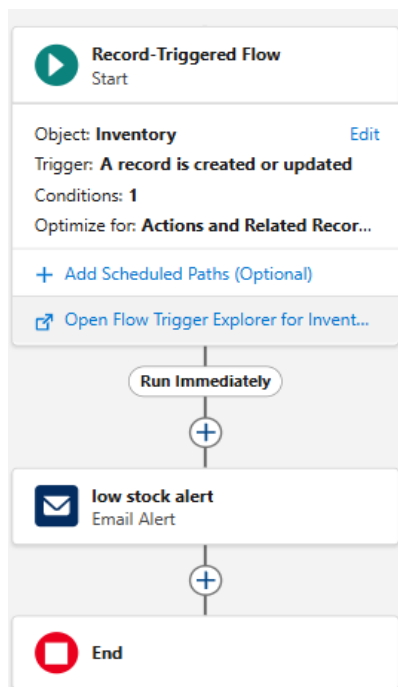 Record-Triggered Flow
Start
Object: Inventory
Edit
Trigger: A record is created or updated
Conditions: 1
Optimize for: Actions and Related Recor...
+ Add Scheduled Paths (Optional)
Open Flow Trigger Explorer for Invent...
Run Immediately
low stock alert
Email Alert
End